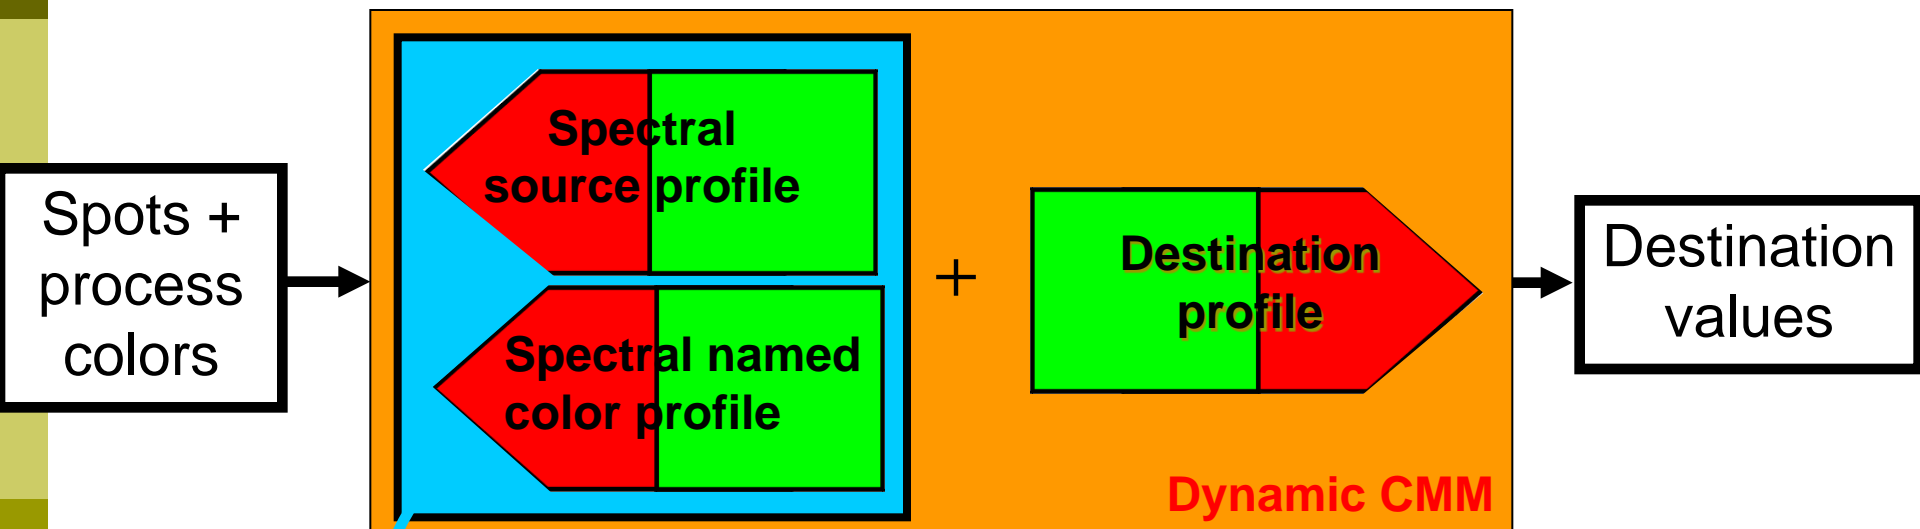 Spots +
process
colors
Spectral
source profile
Spectral named
color profile
+
Destination
profile
Dynamic CMM
Destination
values